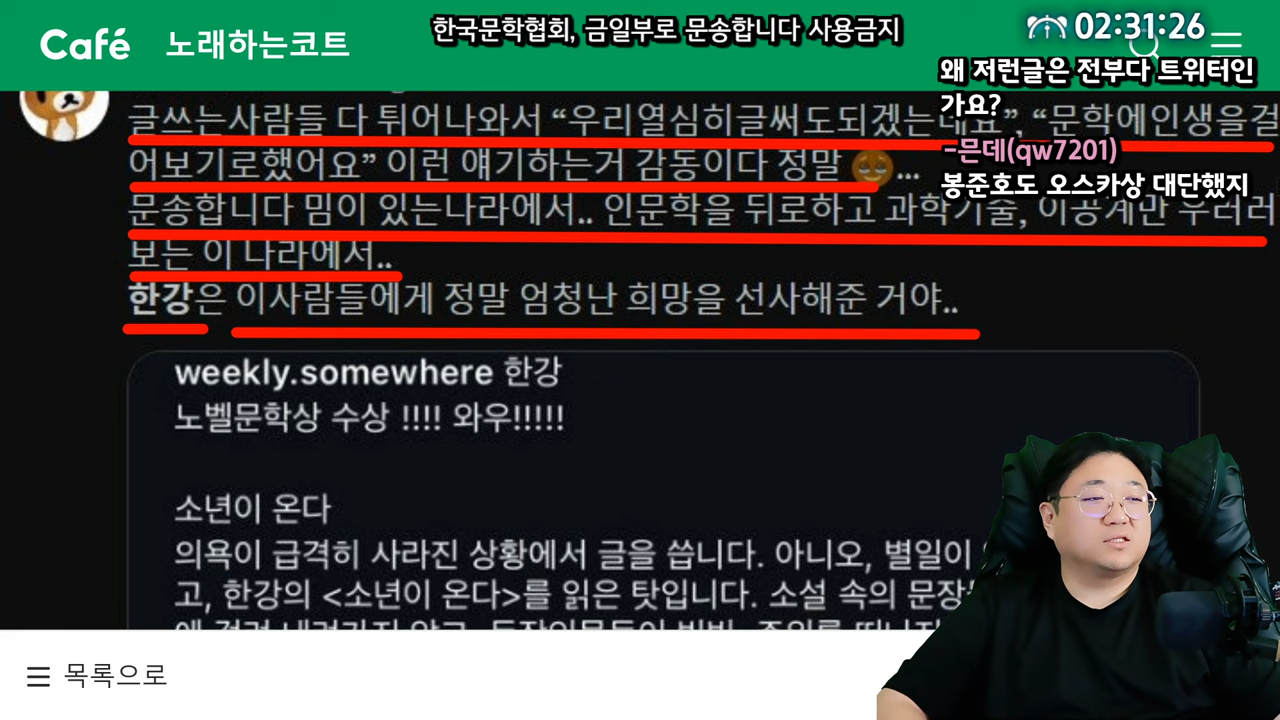 Café 노래하는코트
한국문학협회, 금일부로 문송합니다 사용금지
02:31:26
왜 저런글은 전부다 트위터인
가요?
-믄데(qw7201)
봉준호도 오스카상 대단했지
글쓰는사람들 다 튀어나와서 “우리열심히글써도되겠는데요”, “문학에인생을걸
어보기로했어요” 이런 얘기하는거 감동이다 정말 ...
문송합니다 밈이 있는나라에서.. 인문학을 뒤로하고 과학기술, 이공계만 우러러
보는 이 나라에서..
한강은 이사람들에게 정말 엄청난 희망을 선사해준 거야..
weekly.somewhere 한강
노벨문학상 수상 !!!! 와우!!!!!
소년이 온다
의욕이 급격히 사라진 상황에서 글을 씁니다. 아니오, 별일이
고, 한강의 <소년이 온다>를 읽은 탓입니다. 소설 속의 문장
목록으로